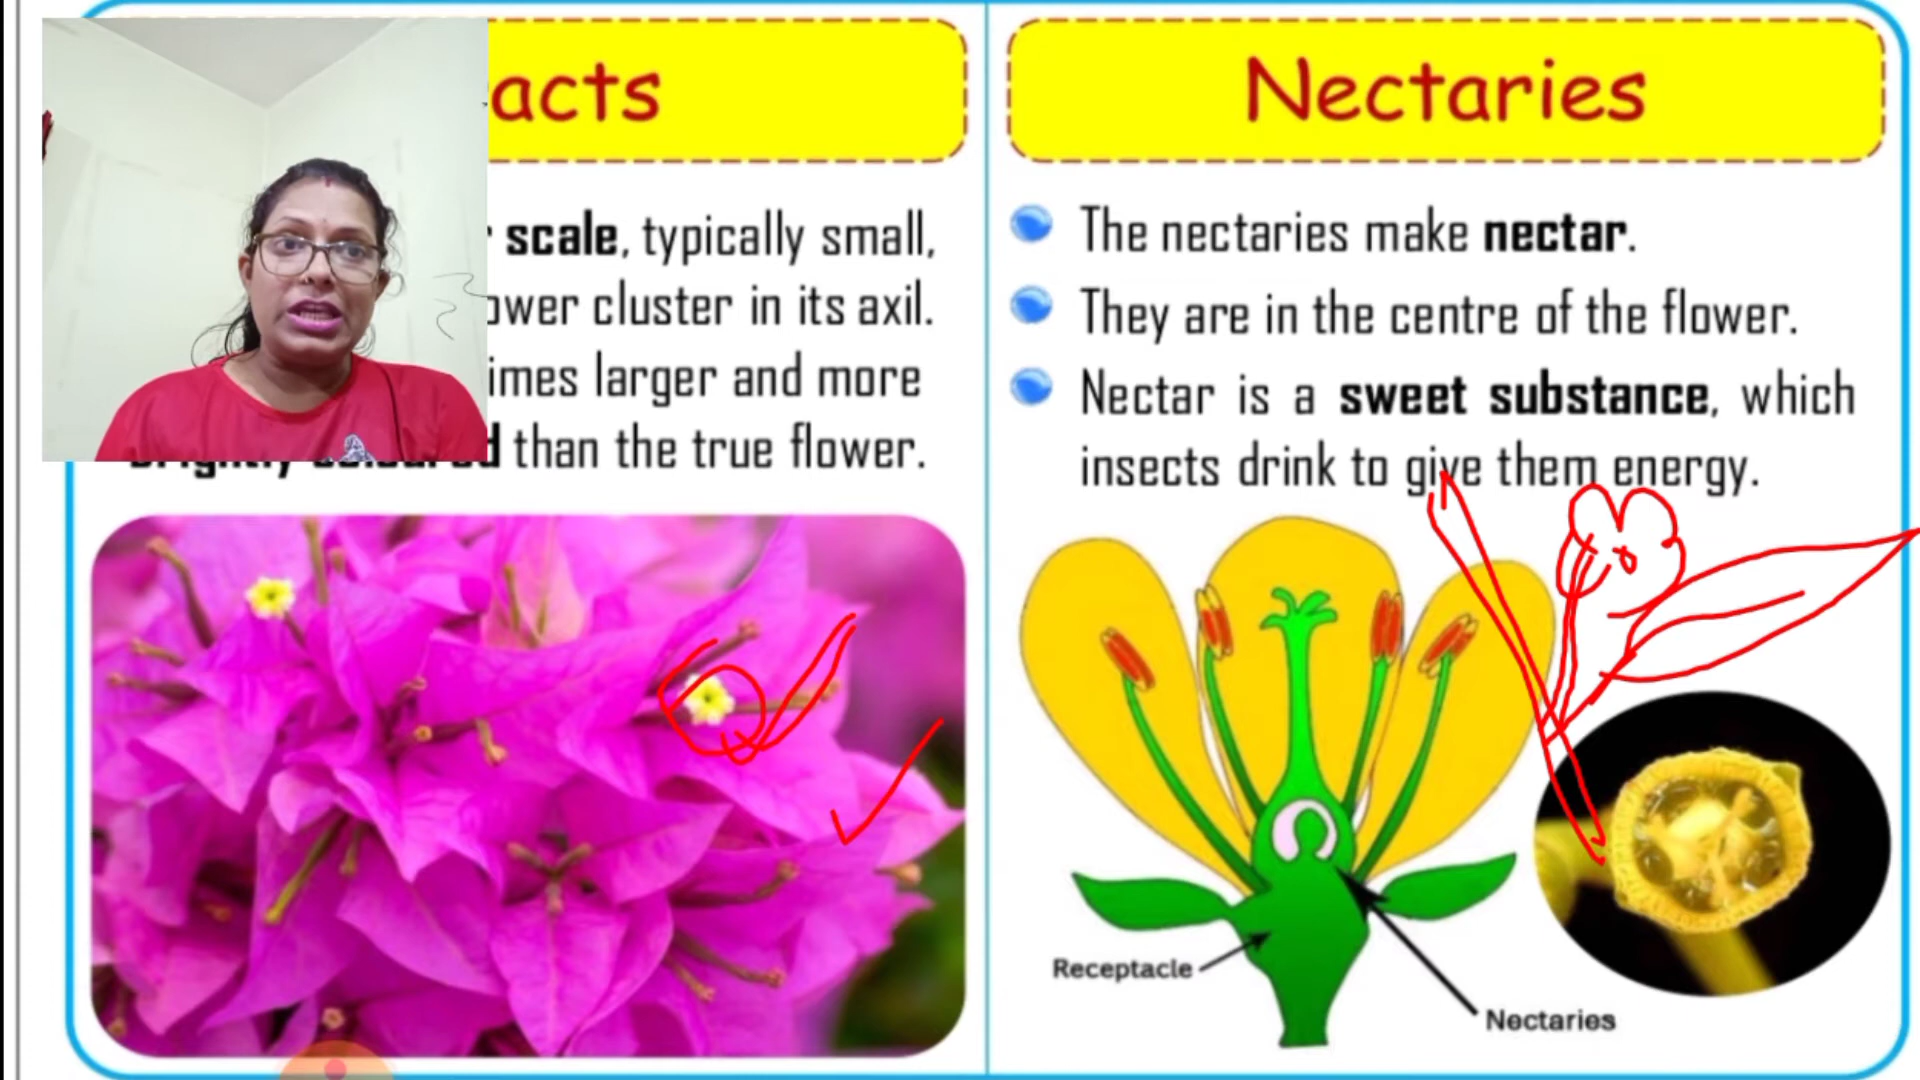 acts
scale, typically small,
ower cluster in its axil.
imes larger and more
than the true flower.
Nectaries
The nectaries make nectar.
They are in the centre of the flower.
Nectar is a sweet substance, which
insects drink to give them energy.
Receptacle
Nectaries